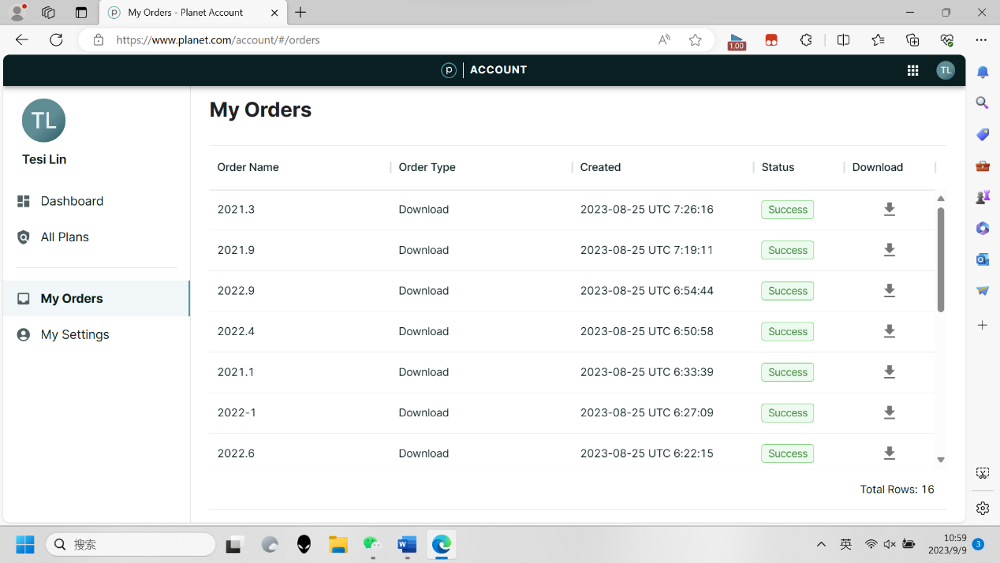 My Orders - Planet Account
https://www.planet.com/account/#/orders
1.00
p ACCOUNT
TL
TL
Tesi Lin
Dashboard
All Plans
My Orders
My Settings
My Orders
Order Name Order Type Created Status Download
2021.3 Download 2023-08-25 UTC 7:26:16 Success
2021.9 Download 2023-08-25 UTC 7:19:11 Success
2022.9 Download 2023-08-25 UTC 6:54:44 Success
2022.4 Download 2023-08-25 UTC 6:50:58 Success
2021.1 Download 2023-08-25 UTC 6:33:39 Success
2022-1 Download 2023-08-25 UTC 6:27:09 Success
2022.6 Download 2023-08-25 UTC 6:22:15 Success
Total Rows: 16
搜索
英
10:59
2023/9/9
3